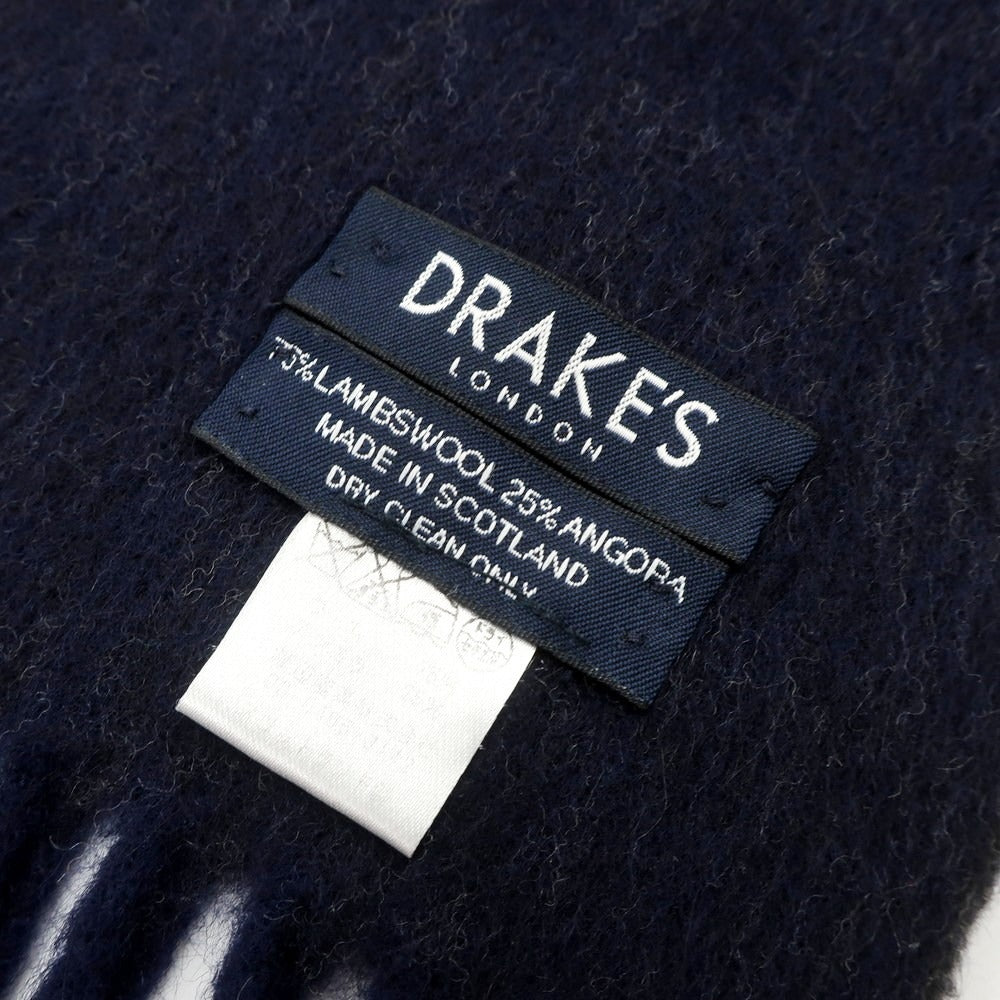 DRAKE'S
LONDON
75% LAMBSWOOL 25% ANGORA
MADE IN SCOTLAND
DRY CLEAN ONLY